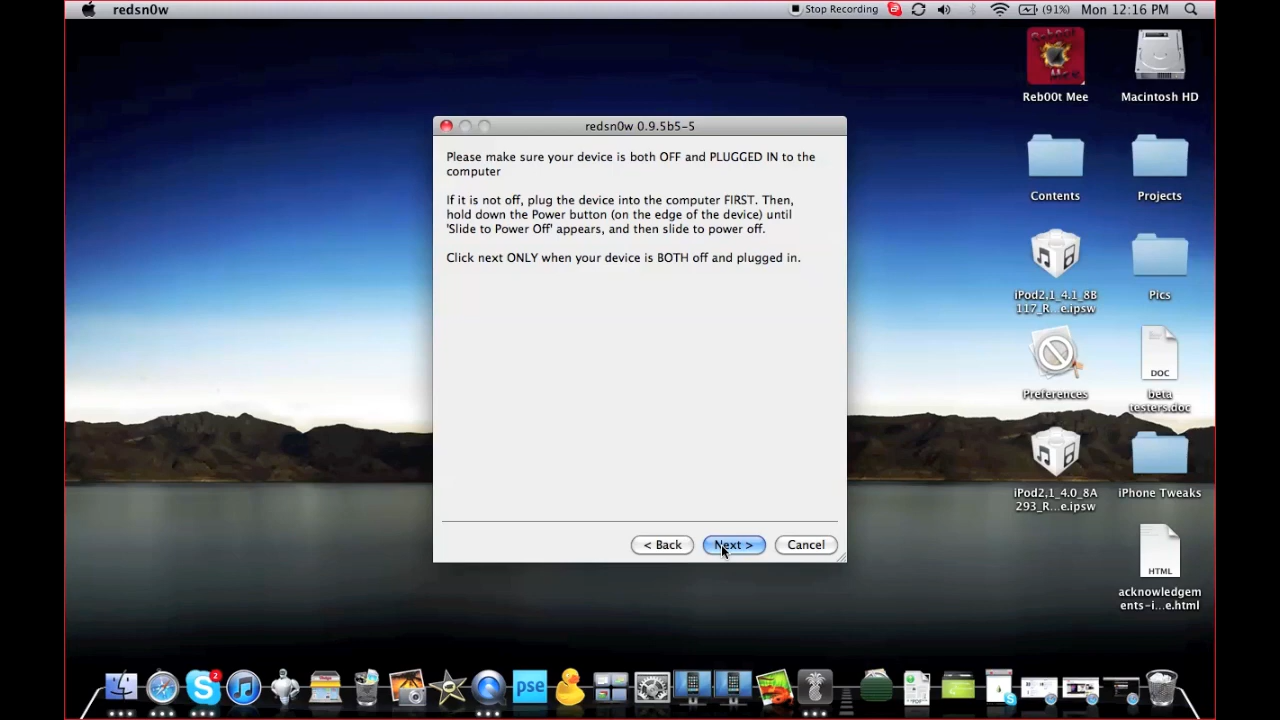 redsn0w
Stop Recording
(91%)
Mon 12:16 PM
Reb00t Mee
Macintosh HD
redsn0w 0.9.5b5-5
Please make sure your device is both OFF and PLUGGED IN to the
computer
If it is not off, plug the device into the computer FIRST. Then,
hold down the Power button (on the edge of the device) until
'Slide to Power Off' appears, and then slide to power off.
Click next ONLY when your device is BOTH off and plugged in.
< Back
Next >
Cancel
Contents
Projects
iPod2,1_4.1_8B
117_R...e.ipsw
Pics
Preferences
DOC
beta
testers.doc
iPod2,1_4.0_8A
293_R...e.ipsw
iPhone Tweaks
HTML
acknowledgem
ents-i...e.html
2
pse